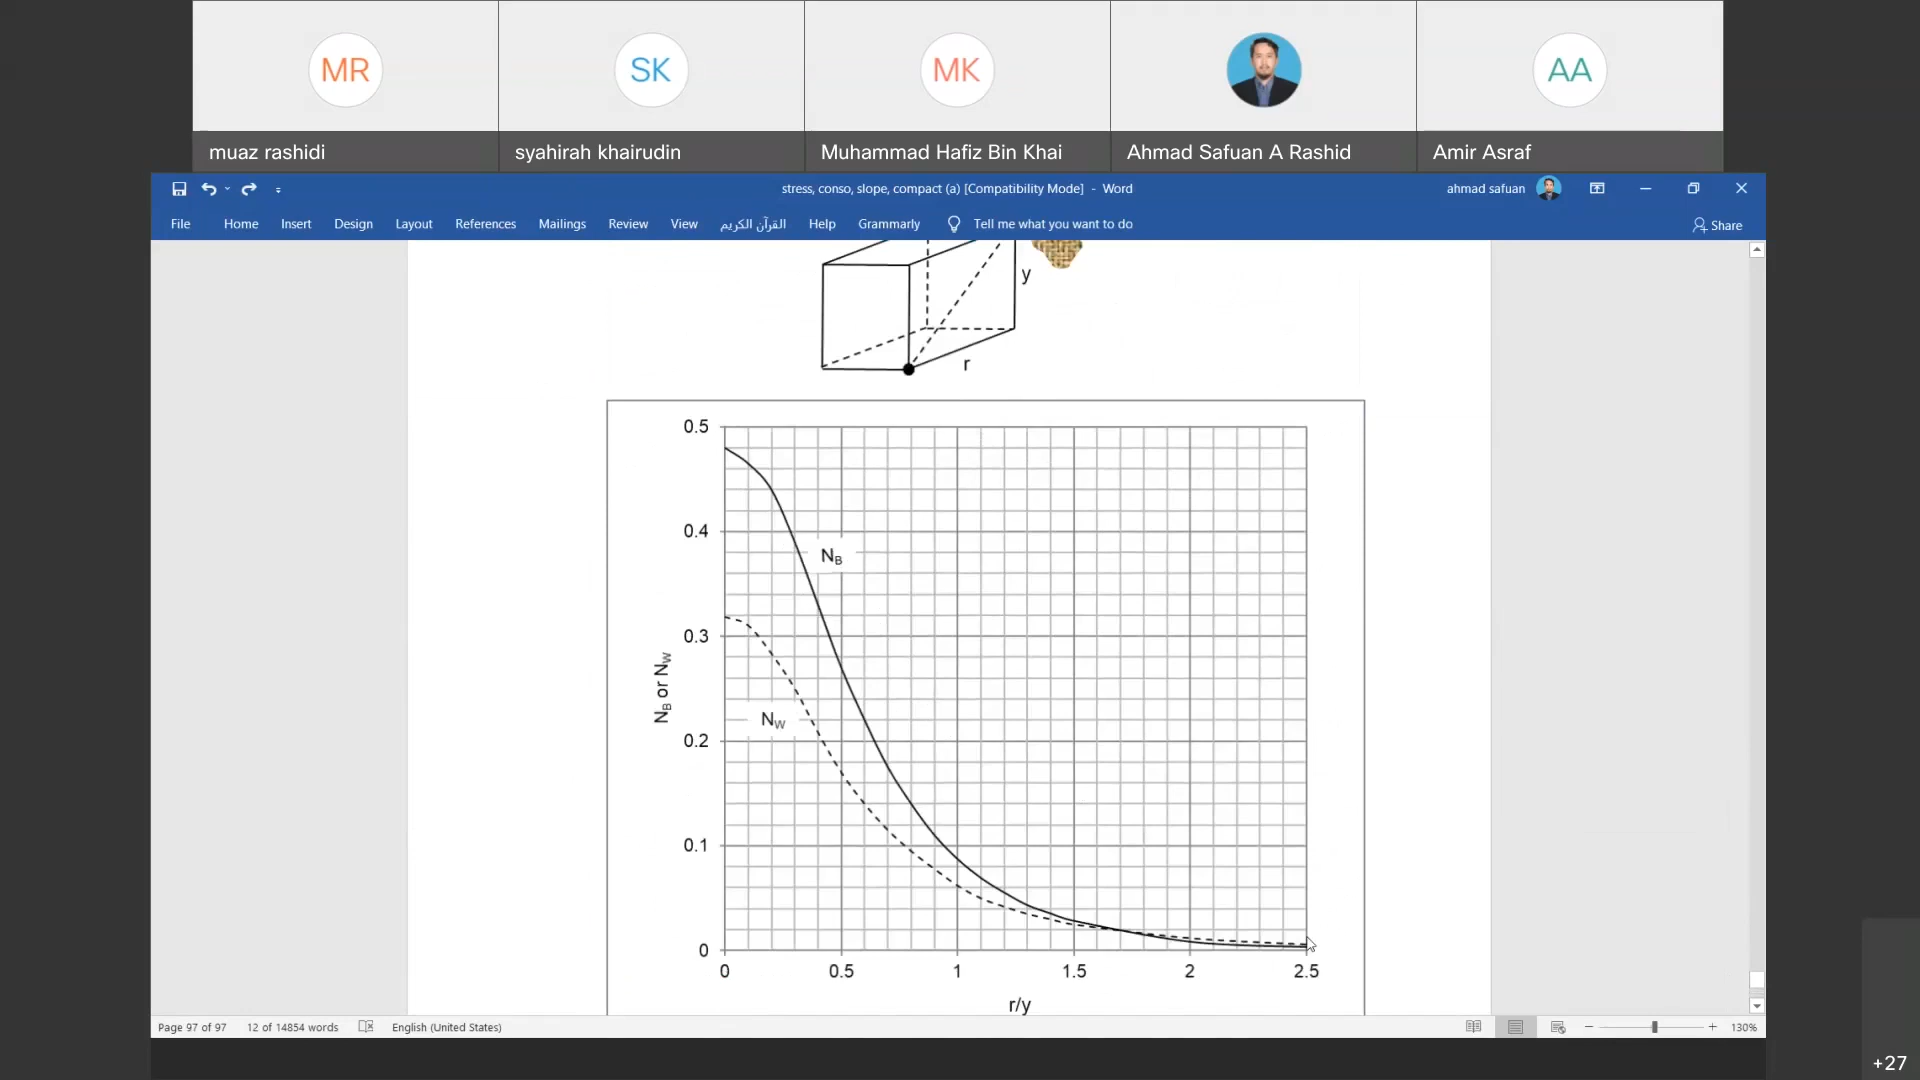 MR
SK
MK
AA
muaz rashidi
syahirah khairudin
Muhammad Hafiz Bin Khai
Ahmad Safuan A Rashid
Amir Asraf
stress, conso, slope, compact (a) [Compatibility Mode] - Word
ahmad safuan
File Home Insert Design Layout References Mailings Review View القرآن الكريم Help Grammarly Tell me what you want to do Share
y
r
0.5
0.4
NB
0.3
NB or NW
NW
0.2
0.1
0
0 0.5 1 1.5 2 2.5
r/y
Page 97 of 97 12 of 14854 words English (United States) 130%
+27